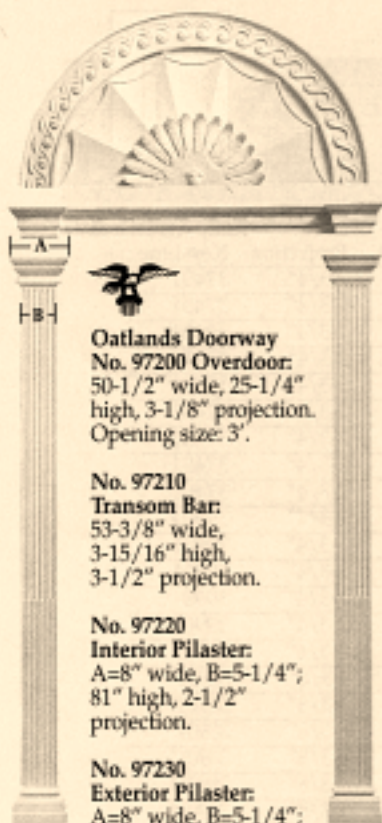 A
B
Oatlands Doorway
No. 97200 Overdoor:
50-1/2" wide, 25-1/4"
high, 3-1/8" projection.
Opening size: 3'.
No. 97210
Transom Bar:
53-3/8" wide,
3-15/16" high,
3-1/2" projection.
No. 97220
Interior Pilaster:
A=8" wide, B=5-1/4";
81" high, 2-1/2"
projection.
No. 97230
Exterior Pilaster:
A=8" wide, B=5-1/4";